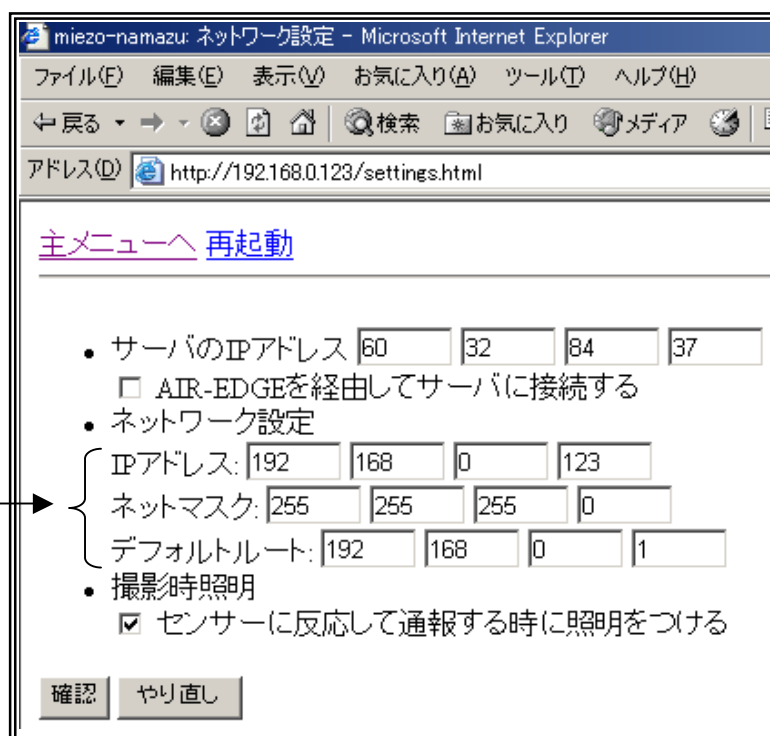 miezo-namazu: ネットワーク設定 - Microsoft Internet Explorer
ファイル(F) 編集(E) 表示(V) お気に入り(A) ツール(T) ヘルプ(H)
戻る 検索 お気に入り メディア
アドレス(D) http://192.168.0.123/settings.html
主メニューへ 再起動
サーバのIPアドレス 60 32 84 37
AIR-EDGEを経由してサーバに接続する
ネットワーク設定
IPアドレス: 192 168 0 123
ネットマスク: 255 255 255 0
デフォルトルート: 192 168 0 1
撮影時照明
センサーに反応して通報する時に照明をつける
確認 やり直し